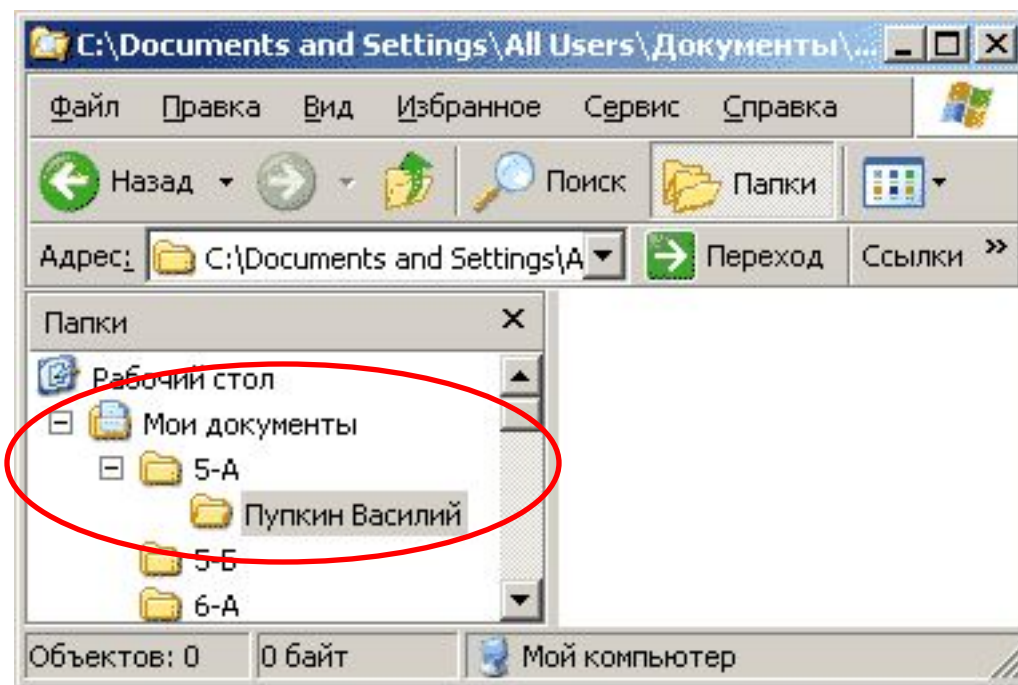 C:\Documents and Settings\All Users\Документы\...
Файл Правка Вид Избранное Сервис Справка
Назад Поиск Папки
Адрес: C:\Documents and Settings\A Переход Ссылки »
Папки
Рабочий стол
Мои документы
5-А
Пупкин Василий
5-Б
6-А
Объектов: 0 0 байт Мой компьютер